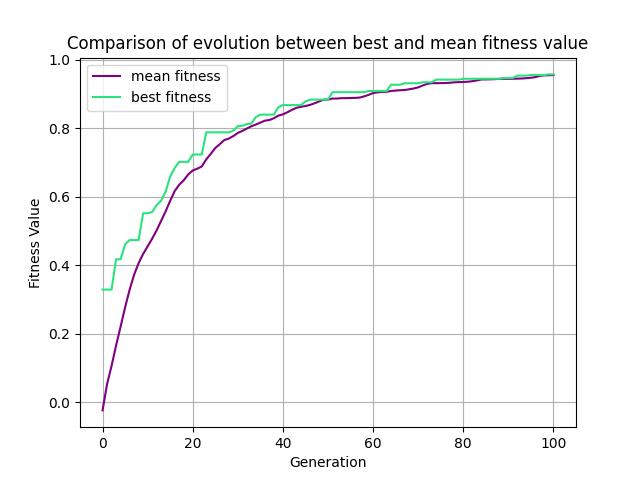 Comparison of evolution between best and mean fitness value
mean fitness
best fitness
Fitness Value
1.0
0.8
0.6
0.4
0.2
0.0
0 20 40 60 80 100
Generation